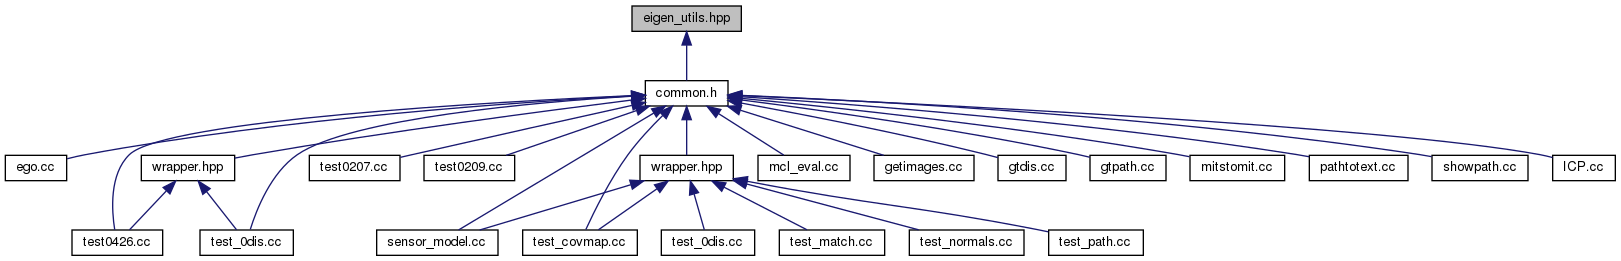 eigen_utils.hpp
common.h
ego.cc
wrapper.hpp
test0207.cc
test0209.cc
wrapper.hpp
mcl_eval.cc
getimages.cc
gtdis.cc
gtpath.cc
mitstomit.cc
pathtotext.cc
showpath.cc
ICP.cc
test0426.cc
test_0dis.cc
sensor_model.cc
test_covmap.cc
test_0dis.cc
test_match.cc
test_normals.cc
test_path.cc